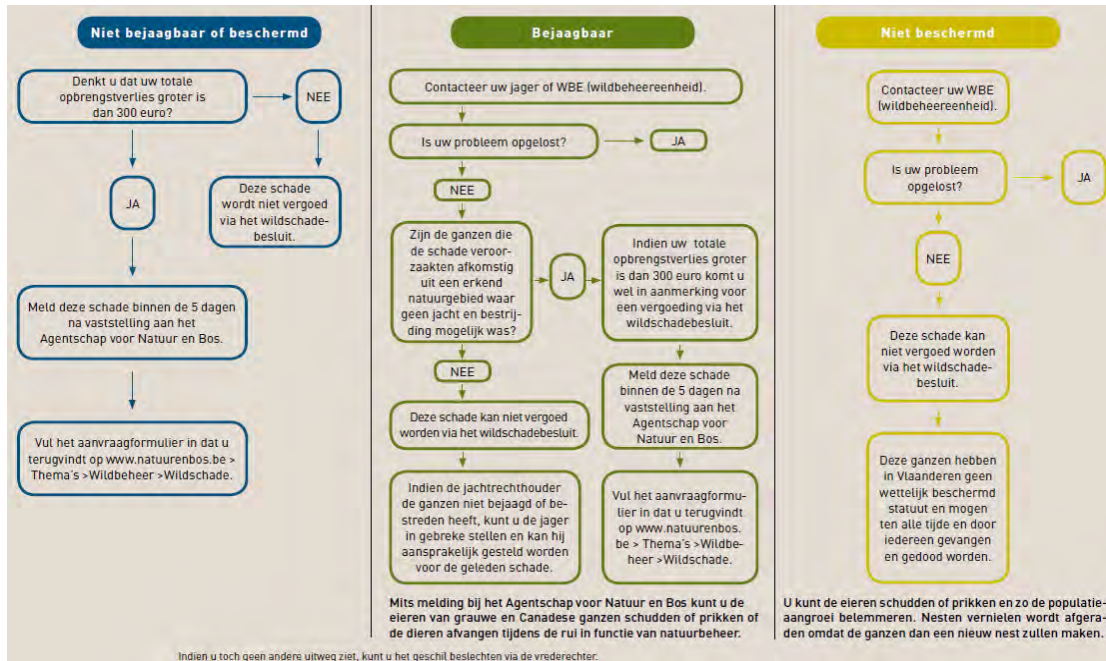 Niet bejaagbaar of beschermd
Denkt u dat uw totale
opbrengstverlies groter is
dan 300 euro?
NEE
JA
Deze schade
wordt niet vergoed
via het wildschade-
besluit.
Meld deze schade binnen de 5 dagen
na vaststelling aan het
Agentschap voor Natuur en Bos.
Vul het aanvraagformulier in dat u
terugvindt op www.natuurenbos.be >
Thema's >Wildbeheer >Wildschade.
Bejaagbaar
Contacteer uw jager of WBE (wildbeheereenheid).
Is uw probleem opgelost?
JA
NEE
Zijn de ganzen die
de schade veroor-
zaakten afkomstig
uit een erkend
natuurgebied waar
geen jacht en bestrij-
ding mogelijk was?
JA
Indien uw totale
opbrengstverlies groter
is dan 300 euro komt u
wel in aanmerking voor
een vergoeding via het
wildschadebesluit.
NEE
Meld deze schade
binnen de 5 dagen na
vaststelling aan het
Agentschap voor
Natuur en Bos.
Deze schade kan niet vergoed
worden via het wildschadebesluit.
Indien de jachtrechthouder
de ganzen niet bejaagd of be-
streden heeft, kunt u de jager
in gebreke stellen en kan hij
aansprakelijk gesteld worden
voor de geleden schade.
Vul het aanvraagformu-
lier in dat u terugvindt
op www.natuurenbos.
be > Thema's >Wildbe-
heer >Wildschade.
Mits melding bij het Agentschap voor Natuur en Bos kunt u de
eieren van grauwe en Canadese ganzen schudden of prikken of
de dieren afvangen tijdens de rui in functie van natuurbeheer.
Niet beschermd
Contacteer uw WBE
(wildbeheereenheid).
Is uw probleem
opgelost?
JA
NEE
Deze schade kan
niet vergoed worden
via het wildschade-
besluit.
Deze ganzen hebben
in Vlaanderen geen
wettelijk beschermd
statuut en mogen
ten alle tijde en door
iedereen gevangen
en gedood worden.
U kunt de eieren schudden of prikken en zo de populatie-
aangroei belemmeren. Nesten vernielen wordt afgera-
den omdat de ganzen dan een nieuw nest zullen maken.
Indien u toch geen andere uitweg ziet, kunt u het geschil beslechten via de vrederechter.